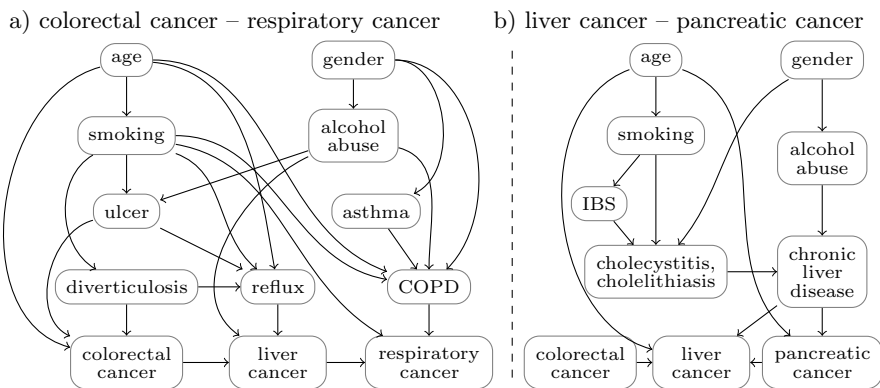 a) colorectal cancer – respiratory cancer
age
gender
smoking
alcohol
abuse
ulcer
asthma
diverticulosis
reflux
COPD
colorectal
cancer
liver
cancer
respiratory
cancer
b) liver cancer – pancreatic cancer
age
gender
smoking
alcohol
abuse
IBS
cholecystitis,
cholelithiasis
chronic
liver
disease
colorectal
cancer
liver
cancer
pancreatic
cancer